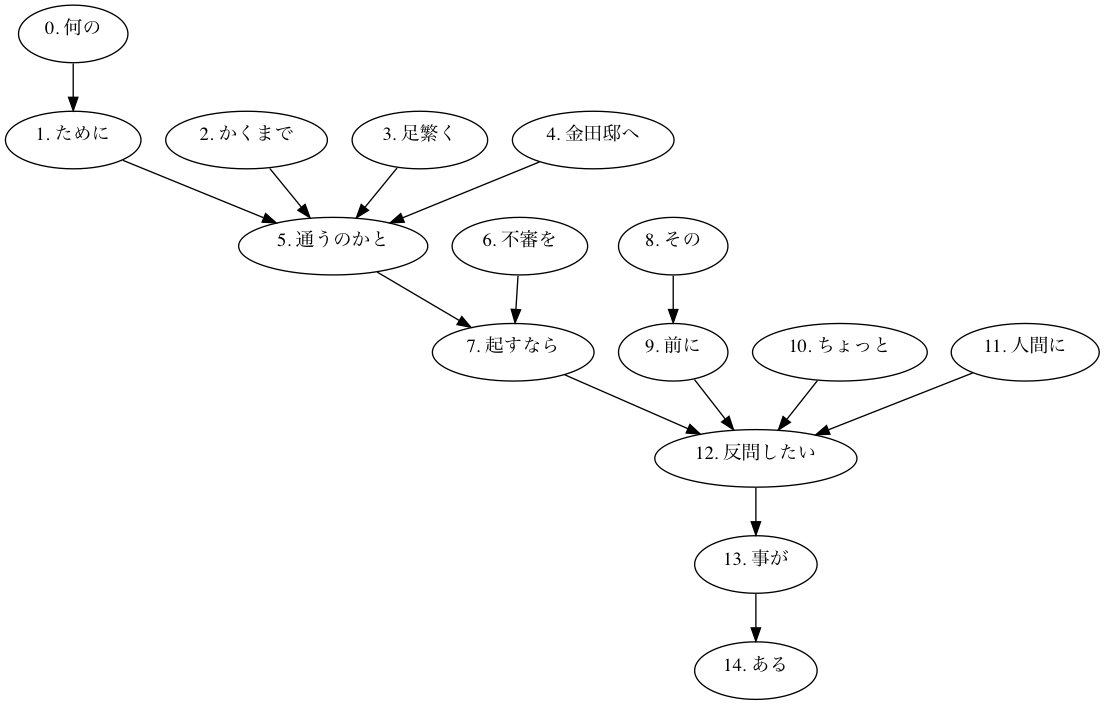 0. 何の
1. ために
2. かくまで
3. 足繁く
4. 金田邸へ
5. 通うのかと
6. 不審を
8. その
7. 起すなら
9. 前に
10. ちょっと
11. 人間に
12. 反問したい
13. 事が
14. ある